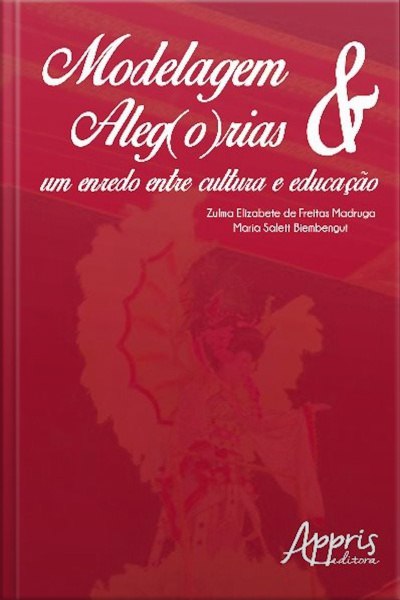 Modelagem &
Aleg(o)rias
um enredo entre cultura e educação
Zulma Elizabete de Freitas Madruga
Maria Salett Biembengut
Appris
editora